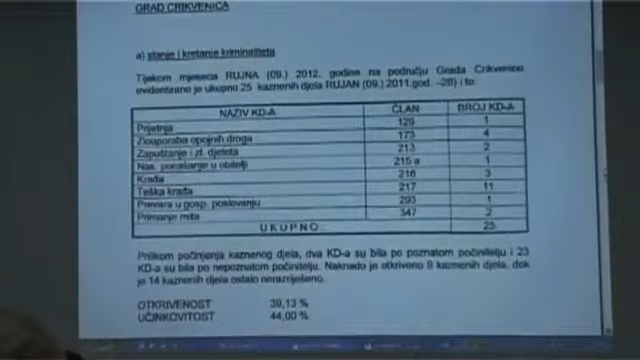 GRAD CRIKVENICA
a) stanje i kretanje kriminaliteta
Tijekom mjeseca RUJNA (09.) 2012. godine na području Grada Crikvenice
evidentirano je ukupno 25 kaznenih djela RUJAN (09.) 2011.god. -28) i to:
NAZIV KD-A ČLAN BROJ KD-A
Prijetnja 129 1
Zlouporaba opojnih droga 173 4
Zapuštanje i zl. djeteta 213 2
Nas. ponašanje u obitelji 215 a 1
Krađa 216 3
Teška krađa 217 11
Prevara u gosp. poslovanju 293 1
Primanje mita 347 2
UKUPNO 25
Prilikom počinjenja kaznenog djela, dva KD-a su bila po poznatom počinitelju i 23
KD-a su bila po nepoznatom počinitelju. Naknado je otkriveno 9 kaznenih djela, dok
je 14 kaznenih djela ostalo nerazriješeno.
OTKRIVENOST 39,13 %
UČINKOVITOST 44,00 %